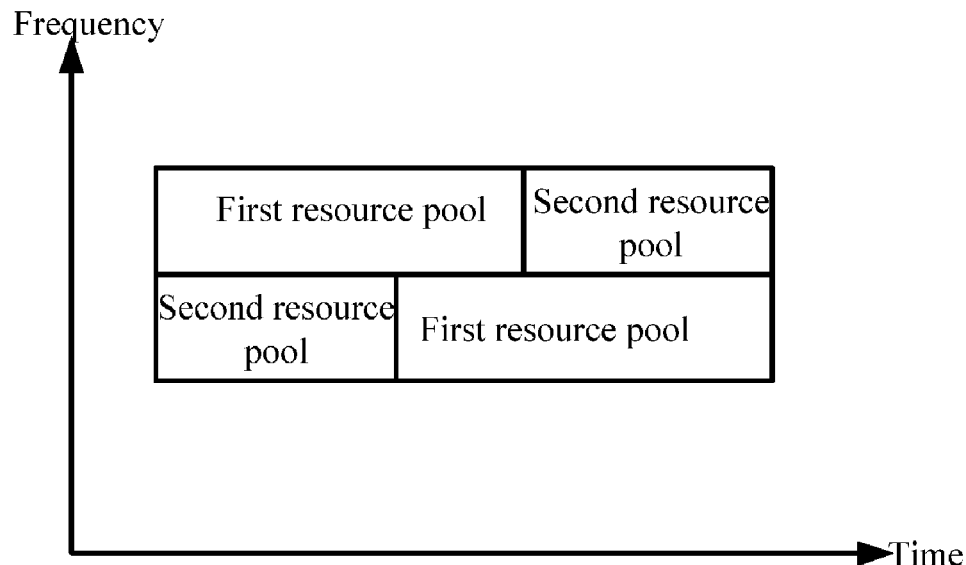 Frequency
First resource pool
Second resource
pool
Second resource
pool
First resource pool
Time